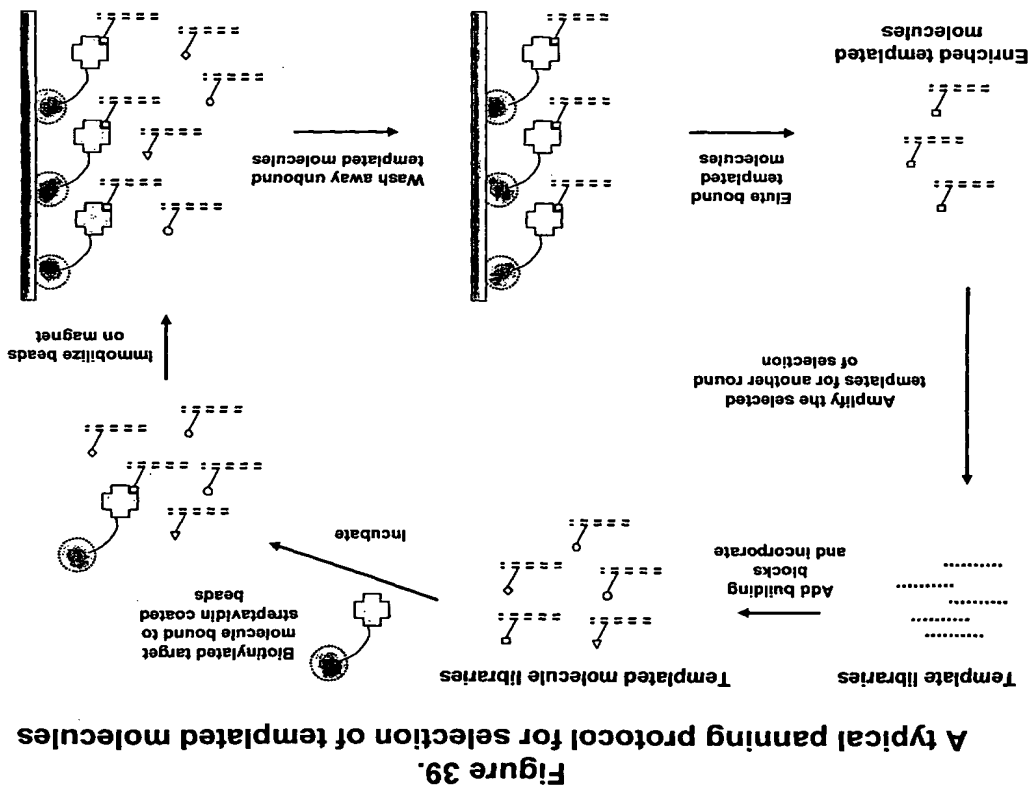 Figure 39.
A typical panning protocol for selection of templated molecules
Template libraries
Add building
blocks
and incorporate
Templated molecule libraries
Biotinylated target
molecule bound to
streptavidin coated
beads
Incubate
Immobilize beads
on magnet
Wash away unbound
templated molecules
Elute bound
templated
molecules
Enriched templated
molecules
Amplify the selected
templates for another round
of selection